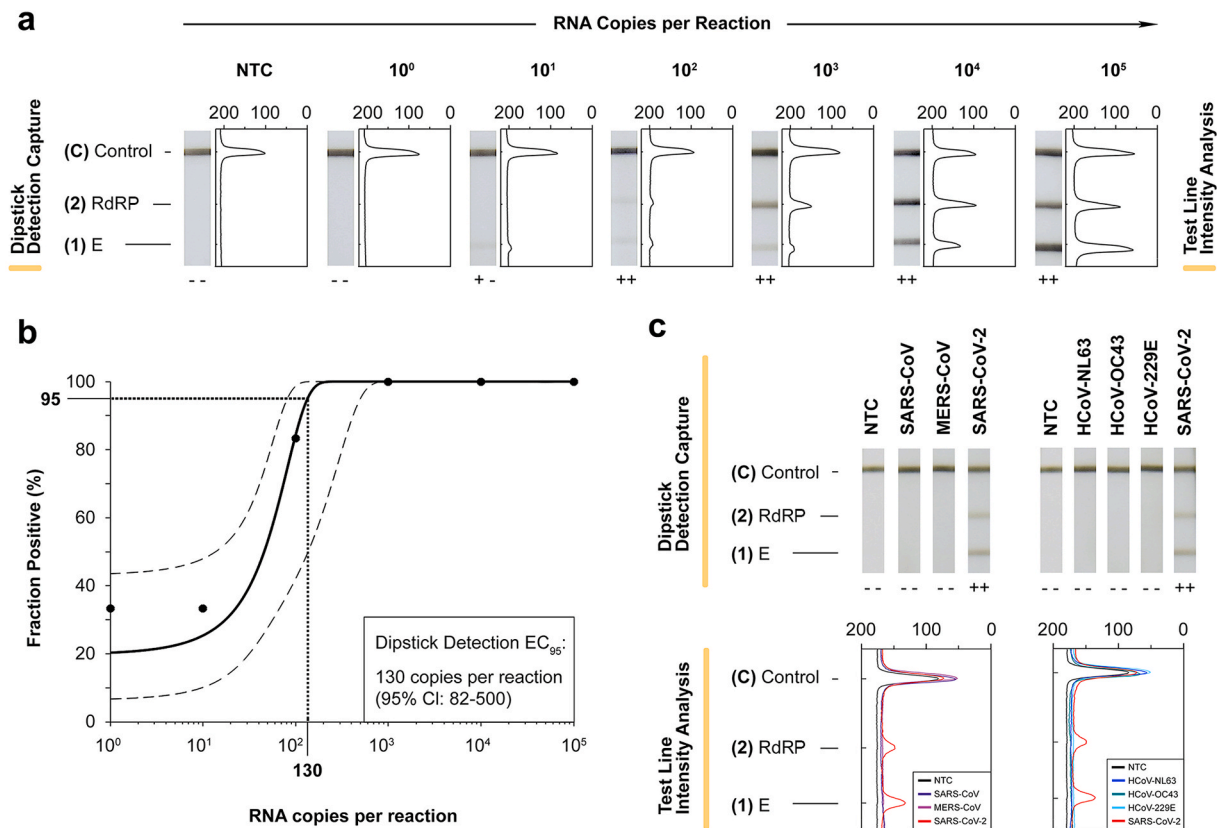 a
RNA Copies per Reaction
NTC 10⁰ 10¹ 10² 10³ 10⁴ 10⁵
200 100 0 200 100 0 200 100 0 200 100 0 200 100 0 200 100 0 200 100 0
Dipstick
Detection Capture
(C) Control
(2) RdRP
(1) E
Test Line
Intensity Analysis
- - - - + - ++ ++ ++ ++
b
Fraction Positive (%)
100
95
80
60
40
20
0
Dipstick Detection EC₉₅:
130 copies per reaction
(95% CI: 82-500)
10⁰ 10¹ 10² 10³ 10⁴ 10⁵
130
RNA copies per reaction
c
NTC SARS-CoV MERS-CoV SARS-CoV-2 NTC HCoV-NL63 HCoV-OC43 HCoV-229E SARS-CoV-2
Dipstick
Detection Capture
(C) Control
(2) RdRP
(1) E
- - - - - - ++ - - - - - - - - ++
200 100 0 200 100 0
Test Line
Intensity Analysis
(C) Control
(2) RdRP
(1) E
NTC
SARS-CoV
MERS-CoV
SARS-CoV-2
NTC
HCoV-NL63
HCoV-OC43
HCoV-229E
SARS-CoV-2